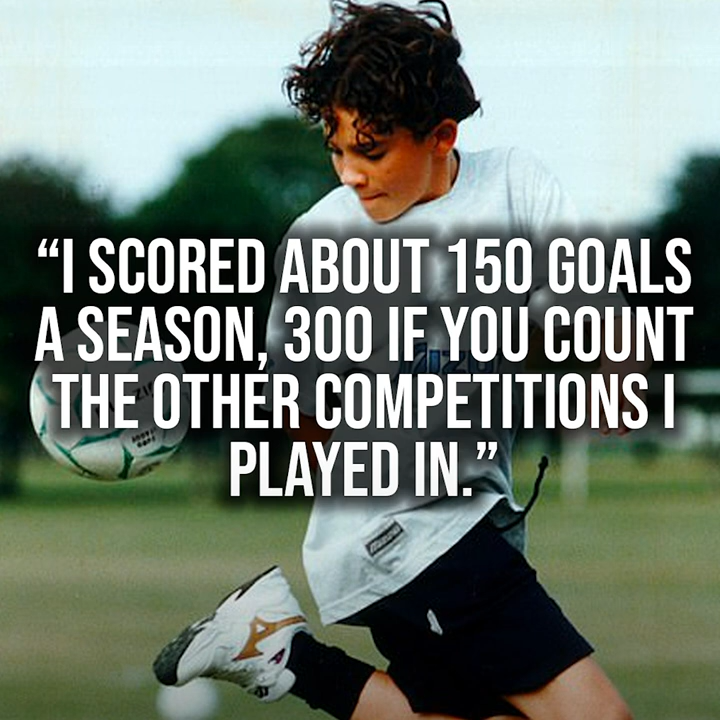 “I SCORED ABOUT 150 GOALS
A SEASON, 300 IF YOU COUNT
THE OTHER COMPETITIONS I
PLAYED IN.”